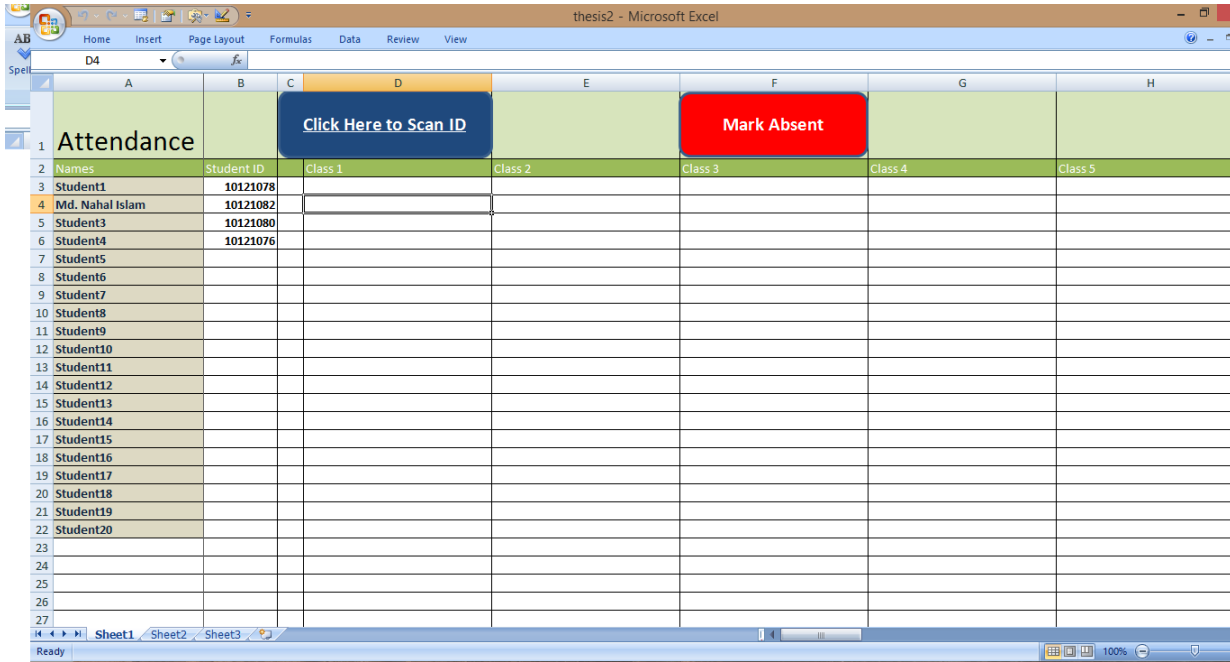 thesis2 - Microsoft Excel
AB
Home Insert Page Layout Formulas Data Review View
Spell
D4 fx
A B C D E F G H
1 Attendance Click Here to Scan ID Mark Absent
2 Names Student ID Class 1 Class 2 Class 3 Class 4 Class 5
3 Student1 10121078
4 Md. Nahal Islam 10121082
5 Student3 10121080
6 Student4 10121076
7 Student5
8 Student6
9 Student7
10 Student8
11 Student9
12 Student10
13 Student11
14 Student12
15 Student13
16 Student14
17 Student15
18 Student16
19 Student17
20 Student18
21 Student19
22 Student20
23
24
25
26
27
Sheet1 Sheet2 Sheet3
Ready 100%